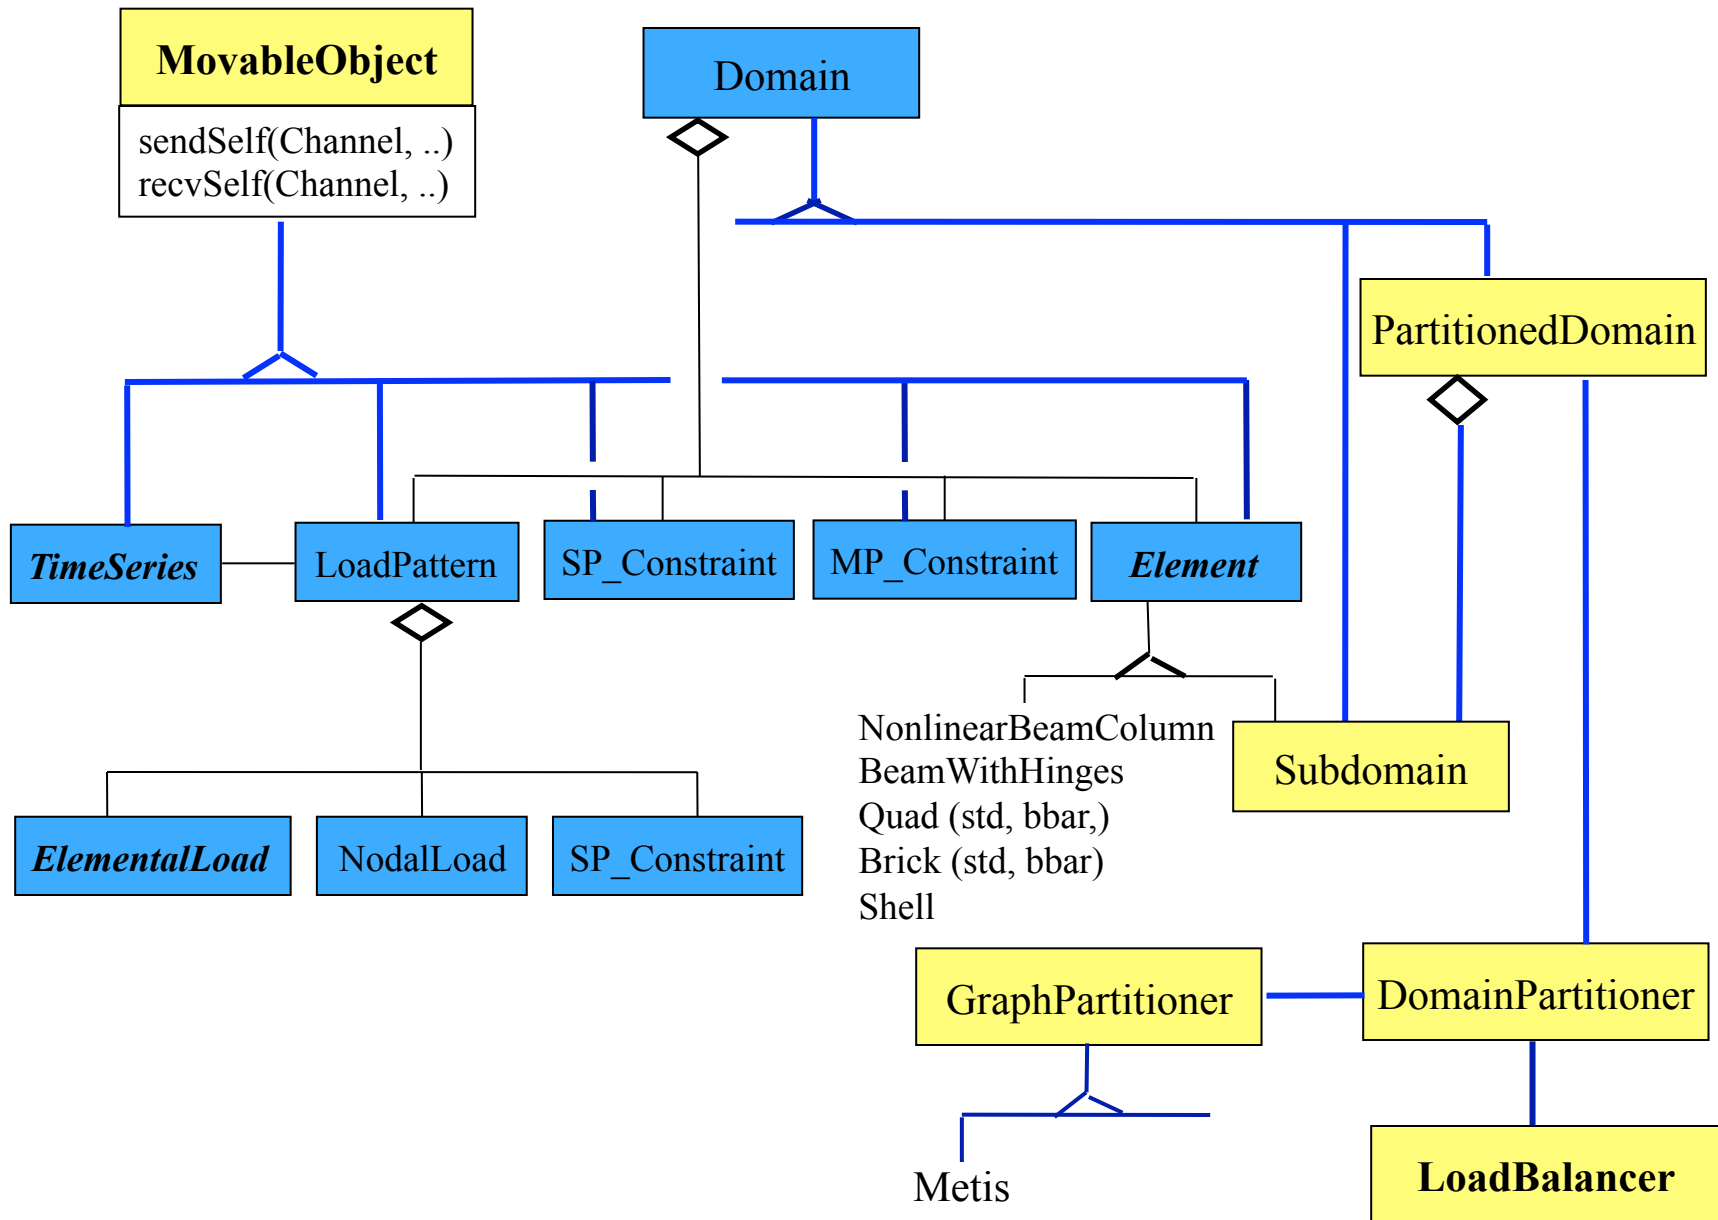 MovableObject
sendSelf(Channel, ..)
recvSelf(Channel, ..)
Domain
PartitionedDomain
TimeSeries
LoadPattern
SP_Constraint
MP_Constraint
Element
NonlinearBeamColumn
BeamWithHinges
Quad (std, bbar,)
Brick (std, bbar)
Shell
Subdomain
ElementalLoad
NodalLoad
SP_Constraint
GraphPartitioner
DomainPartitioner
Metis
LoadBalancer